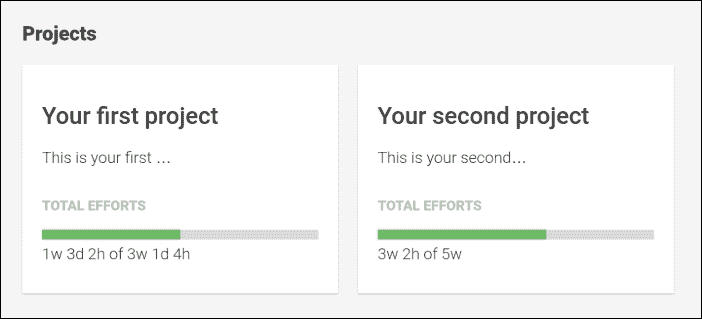 Projects
Your first project
This is your first ...
TOTAL EFFORTS
1w 3d 2h of 3w 1d 4h
Your second project
This is your second...
TOTAL EFFORTS
3w 2h of 5w